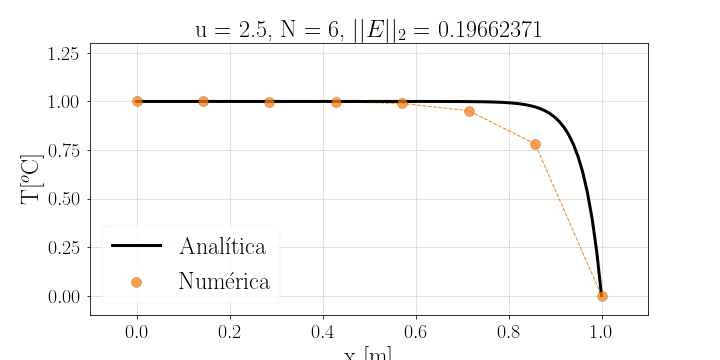 u = 2.5, N = 6, ||E||₂ = 0.19662371
T[°C]
1.25
1.00
0.75
0.50
0.25
0.00
Analítica
Numérica
0.0 0.2 0.4 0.6 0.8 1.0
x [m]